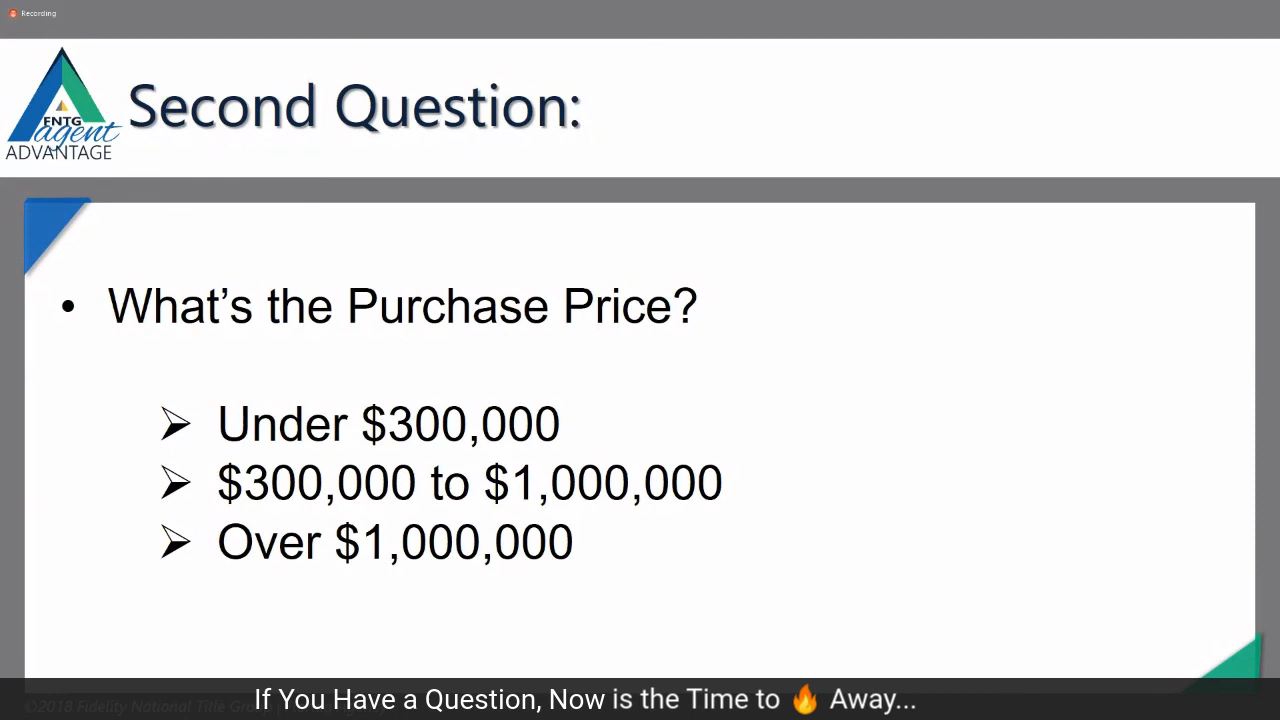 Recording
Second Question:
FNTG
agent
ADVANTAGE
• What's the Purchase Price?
➢ Under $300,000
➢ $300,000 to $1,000,000
➢ Over $1,000,000
If You Have a Question, Now is the Time to 🔥 Away...
©2018 Fidelity National Title Group